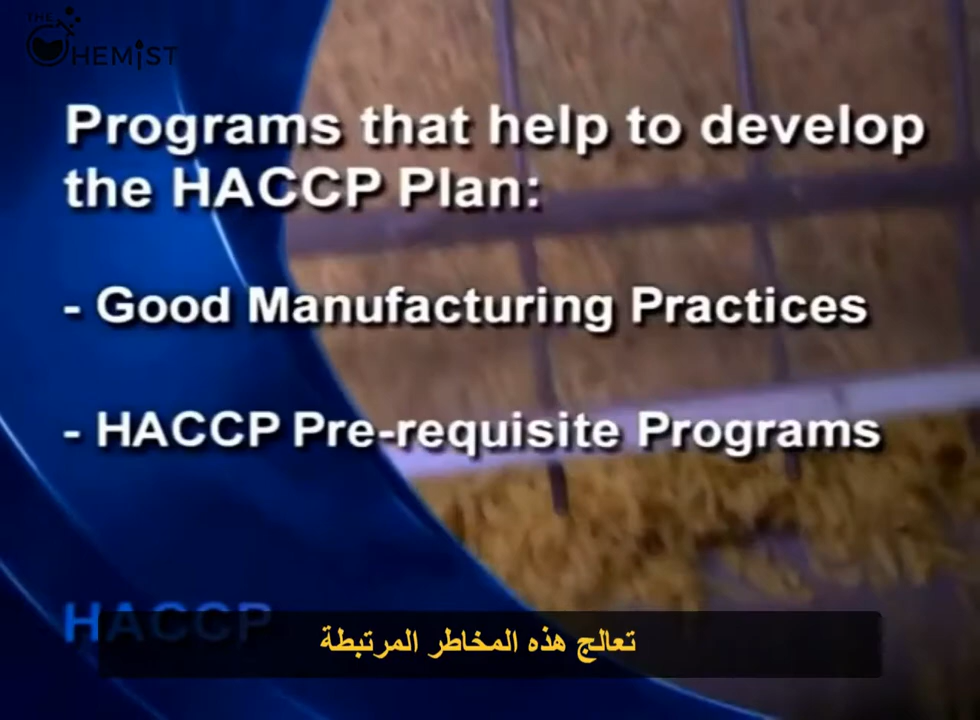 THE
CHEMIST
Programs that help to develop
the HACCP Plan:
- Good Manufacturing Practices
- HACCP Pre-requisite Programs
HACCP
تعالج هذه المخاطر المرتبطة